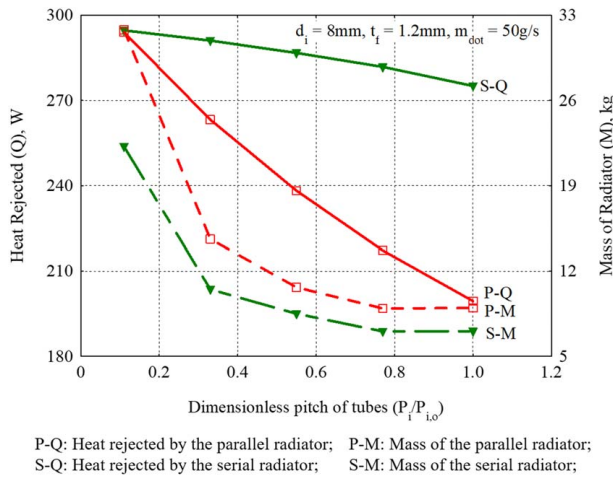 300
270
240
210
180
33
26
19
12
5
0
0.2
0.4
0.6
0.8
1.0
1.2
Heat Rejected (Q), W
Mass of Radiator (M), kg
d_i = 8mm, t_f = 1.2mm, m_dot = 50g/s
S-Q
P-Q
P-M
S-M
Dimensionless pitch of tubes (P_i/P_i,o)
P-Q: Heat rejected by the parallel radiator; P-M: Mass of the parallel radiator;
S-Q: Heat rejected by the serial radiator; S-M: Mass of the serial radiator;